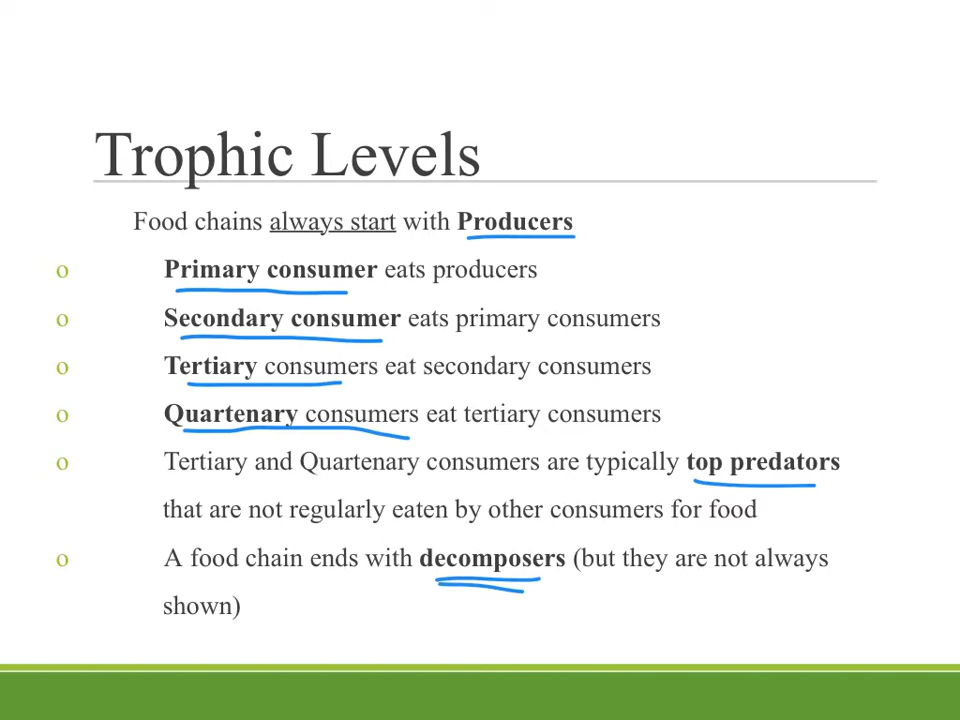 Trophic Levels
Food chains always start with Producers
o Primary consumer eats producers
o Secondary consumer eats primary consumers
o Tertiary consumers eat secondary consumers
o Quartenary consumers eat tertiary consumers
o Tertiary and Quartenary consumers are typically top predators
that are not regularly eaten by other consumers for food
o A food chain ends with decomposers (but they are not always
shown)